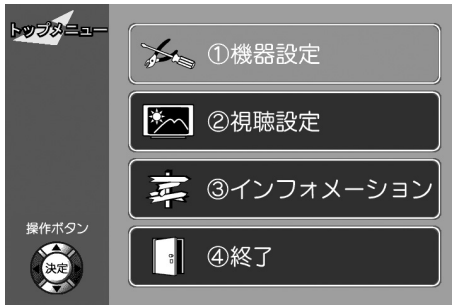 トップメニュー
①機器設定
②視聴設定
③インフォメーション
④終了
操作ボタン
決定